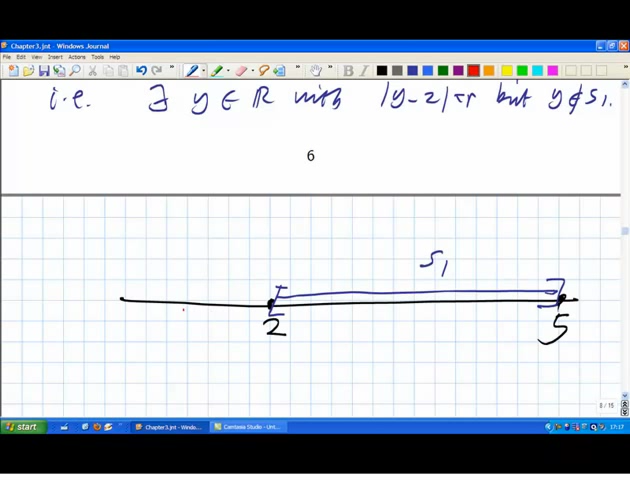 Chapter3.jnt - Windows Journal
File Edit View Insert Actions Tools Help
i.e. ∃ y ∈ ℝ with |y-2|<r but y ∉ S₁.
6
S₁
2 5
8 / 15
start Chapter3.jnt - Windo... Camtasia Studio - Unt... 17:17